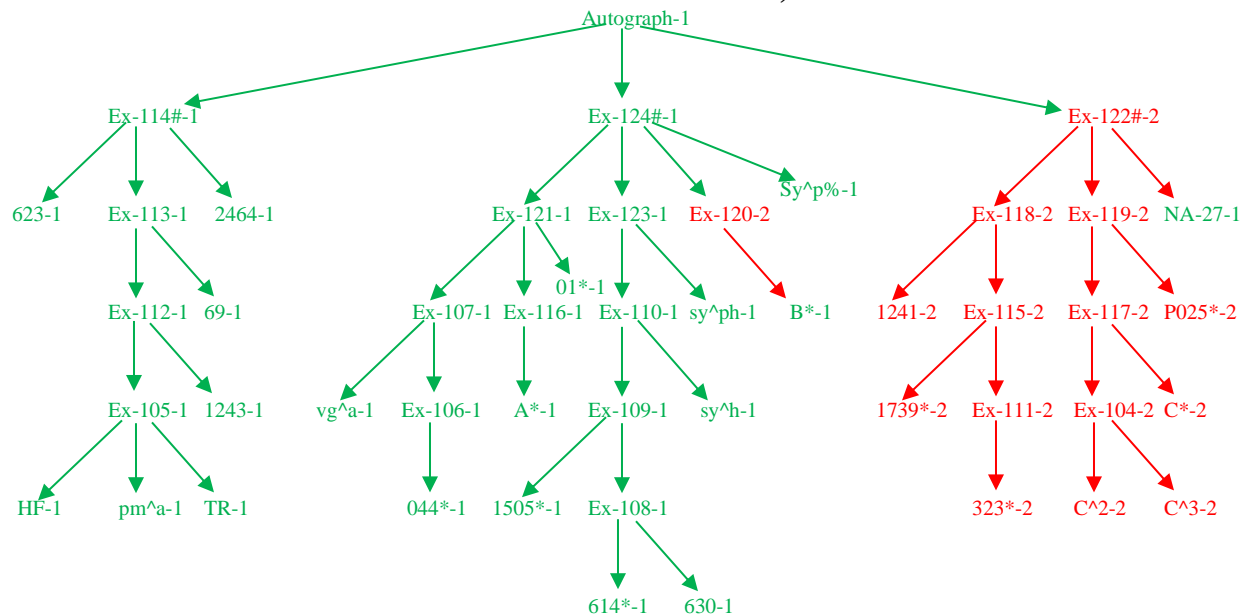 Autograph-1
Ex-114#-1 Ex-124#-1 Ex-122#-2
Sy^p%-1
623-1 Ex-113-1 2464-1 Ex-121-1 Ex-123-1 Ex-120-2 Ex-118-2 Ex-119-2 NA-27-1
01*-1
Ex-112-1 69-1 Ex-107-1 Ex-116-1 Ex-110-1 sy^ph-1 B*-1 1241-2 Ex-115-2 Ex-117-2 P025*-2
Ex-105-1 1243-1 vg^a-1 Ex-106-1 A*-1 Ex-109-1 sy^h-1 1739*-2 Ex-111-2 Ex-104-2 C*-2
HF-1 pm^a-1 TR-1 044*-1 1505*-1 Ex-108-1 323*-2 C^2-2 C^3-2
614*-1 630-1